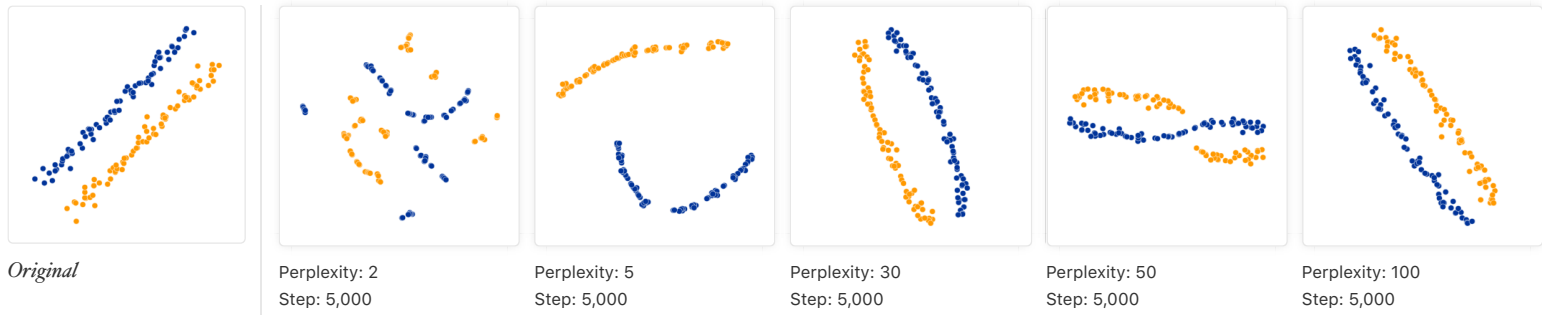 Original
Perplexity: 2
Step: 5,000
Perplexity: 5
Step: 5,000
Perplexity: 30
Step: 5,000
Perplexity: 50
Step: 5,000
Perplexity: 100
Step: 5,000